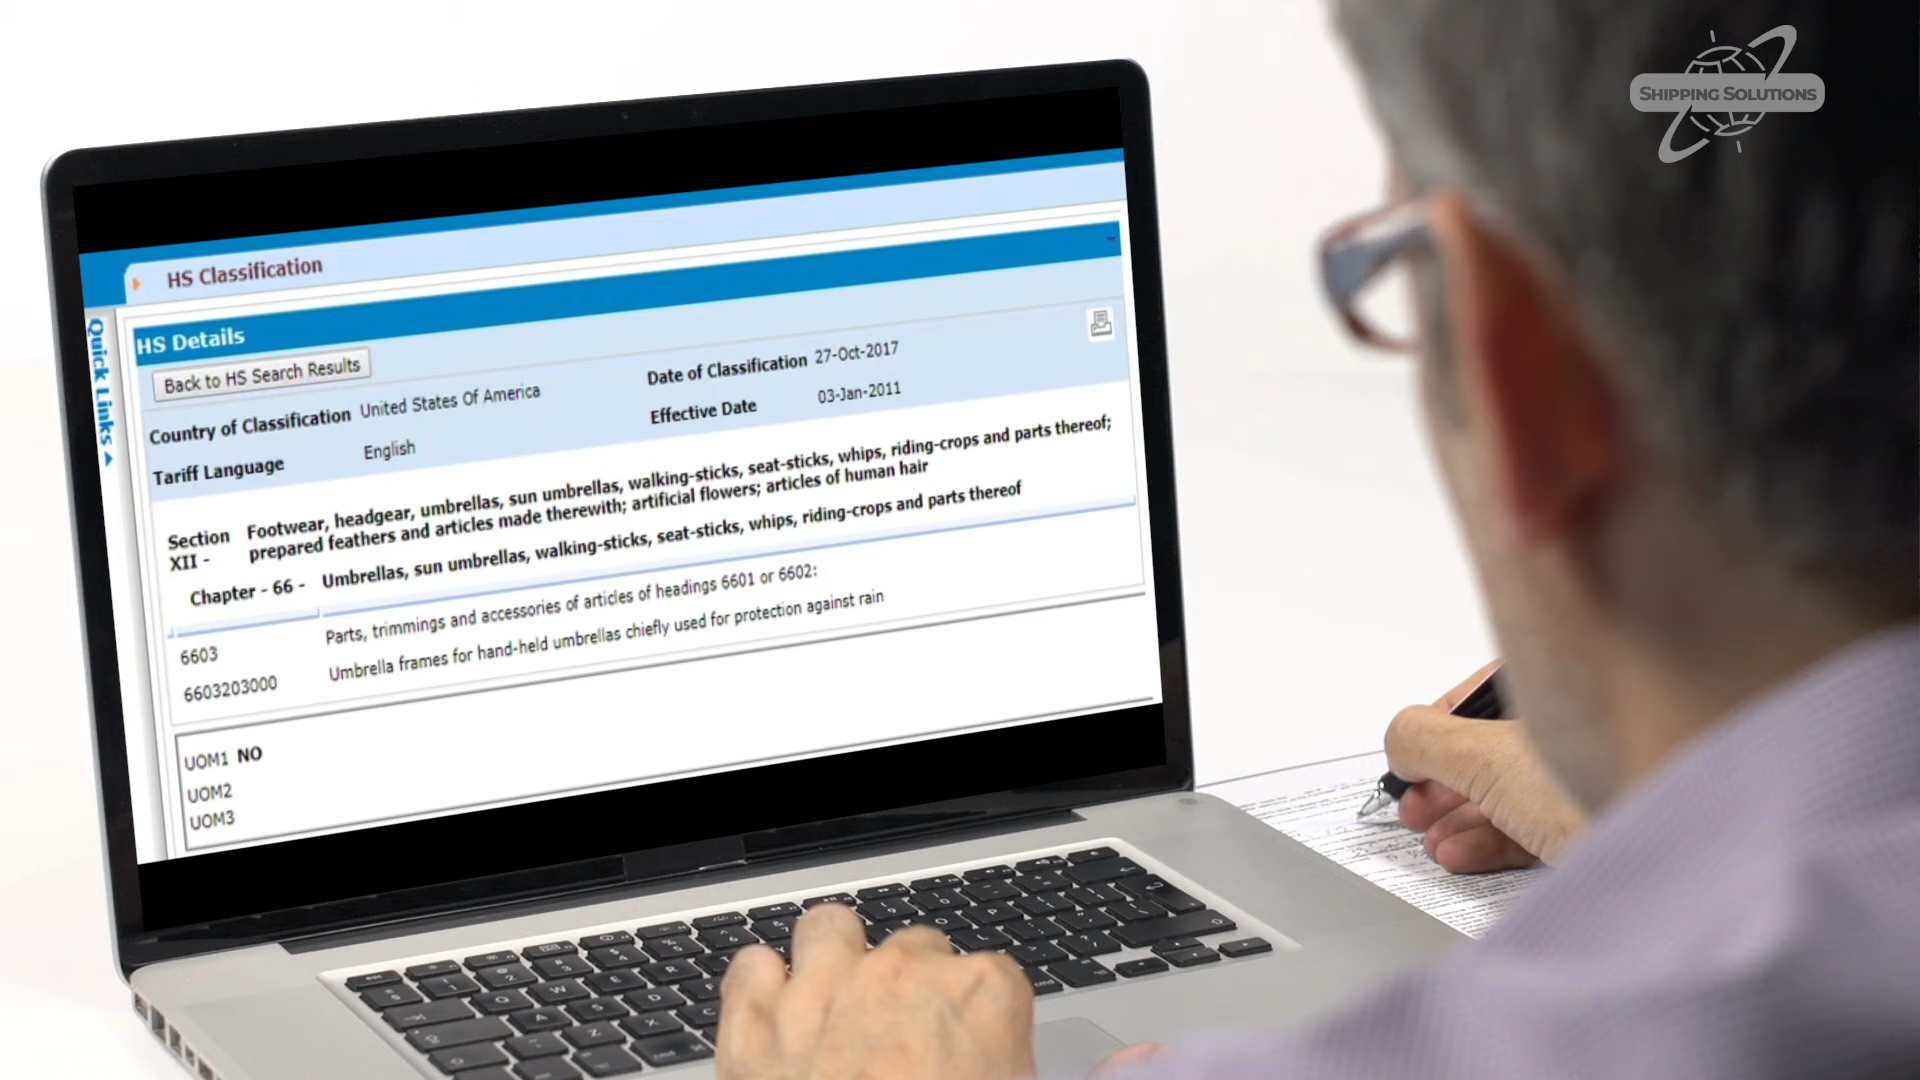 SHIPPING SOLUTIONS
HS Classification
Quick Links
HS Details
Back to HS Search Results
Country of Classification United States Of America
Date of Classification 27-Oct-2017
Tariff Language English
Effective Date 03-Jan-2011
Section XII - Footwear, headgear, umbrellas, sun umbrellas, walking-sticks, seat-sticks, whips, riding-crops and parts thereof;
prepared feathers and articles made therewith; artificial flowers; articles of human hair
Chapter - 66 - Umbrellas, sun umbrellas, walking-sticks, seat-sticks, whips, riding-crops and parts thereof
6603 Parts, trimmings and accessories of articles of headings 6601 or 6602:
6603203000 Umbrella frames for hand-held umbrellas chiefly used for protection against rain
UOM1 NO
UOM2
UOM3